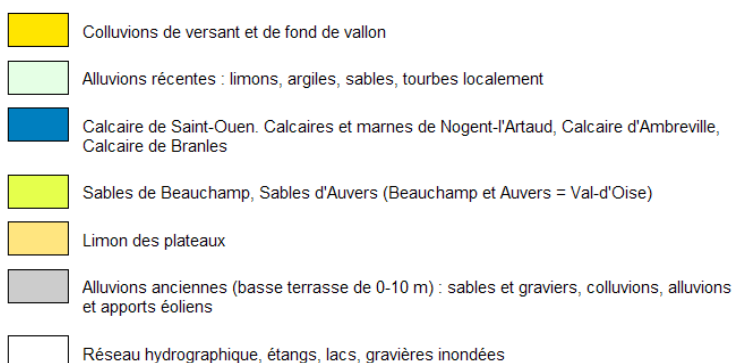 Colluvions de versant et de fond de vallon
Alluvions récentes : limons, argiles, sables, tourbes localement
Calcaire de Saint-Ouen. Calcaires et marnes de Nogent-l'Artaud, Calcaire d'Ambreville,
Calcaire de Branles
Sables de Beauchamp, Sables d'Auvers (Beauchamp et Auvers = Val-d'Oise)
Limon des plateaux
Alluvions anciennes (basse terrasse de 0-10 m) : sables et graviers, colluvions, alluvions
et apports éoliens
Réseau hydrographique, étangs, lacs, gravières inondées